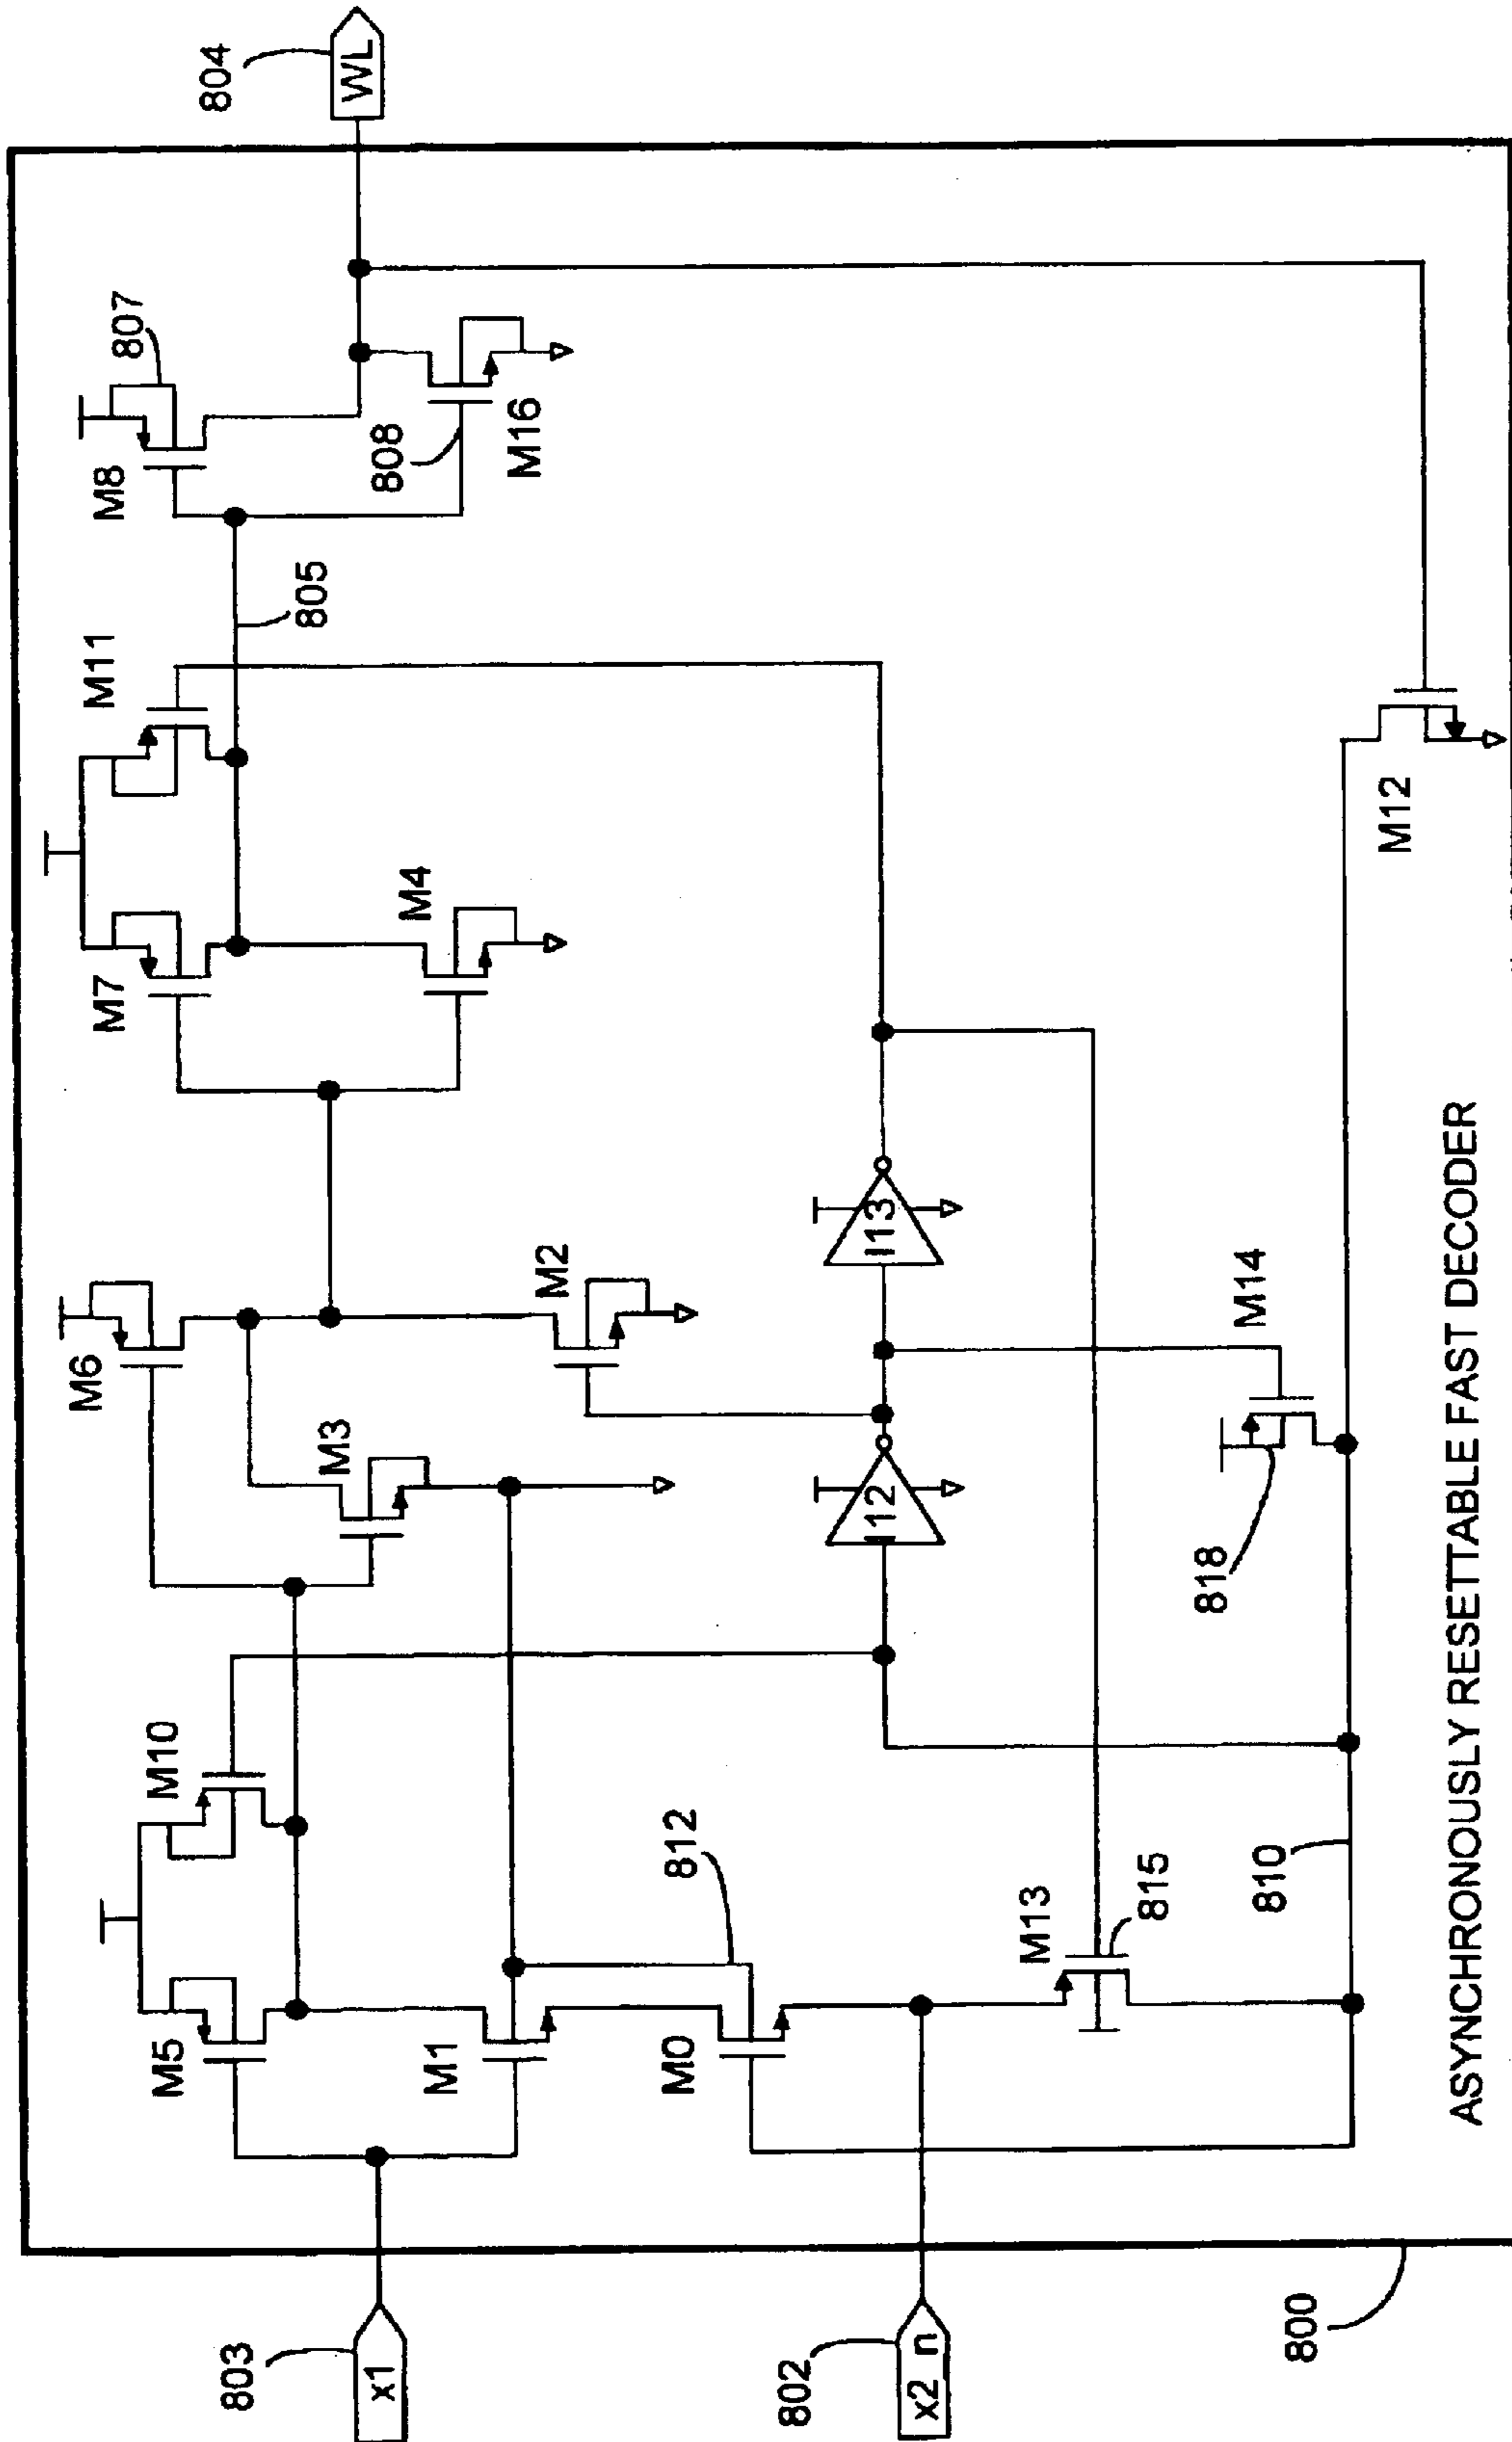 804
WL
807
M8
808
M16
805
M11
M7
M4
M6
M3
M2
I13
I12
M14
818
M12
M10
M5
M1
M0
812
M13
815
810
803
x1
802
x2_n
800
ASYNCHRONOUSLY RESETTABLE FAST DECODER